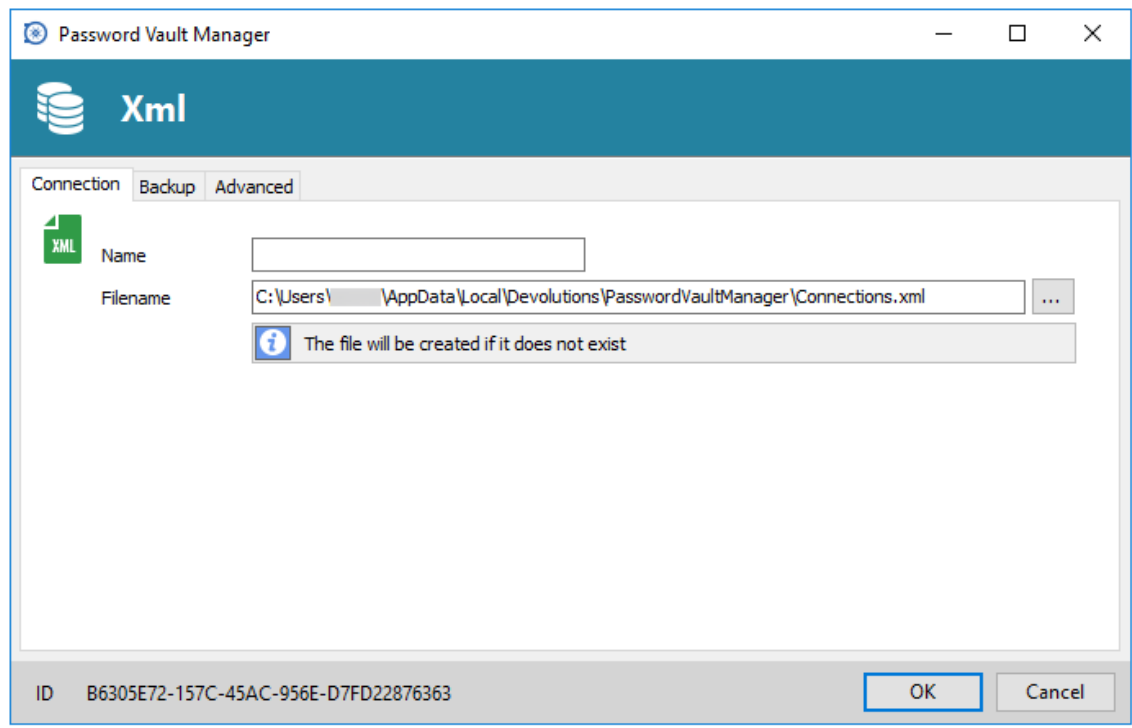 Password Vault Manager
Xml
Connection Backup Advanced
XML
Name
Filename C:\Users\ \AppData\Local\Devolutions\PasswordVaultManager\Connections.xml ...
The file will be created if it does not exist
ID B6305E72-157C-45AC-956E-D7FD22876363 OK Cancel